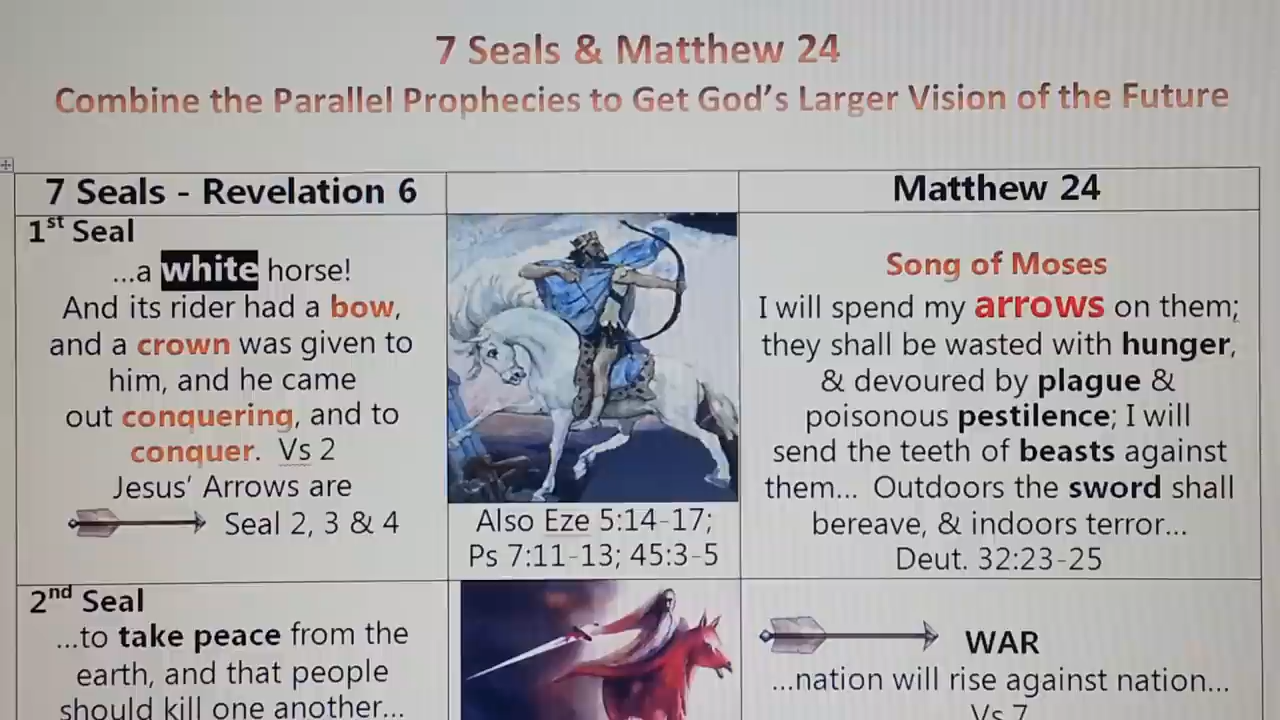 7 Seals & Matthew 24
Combine the Parallel Prophecies to Get God's Larger Vision of the Future
7 Seals - Revelation 6
1st Seal
...a white horse!
And its rider had a bow,
and a crown was given to
him, and he came
out conquering, and to
conquer. Vs 2
Jesus' Arrows are
Seal 2, 3 & 4
Also Eze 5:14-17;
Ps 7:11-13; 45:3-5
Matthew 24
Song of Moses
I will spend my arrows on them;
they shall be wasted with hunger,
& devoured by plague &
poisonous pestilence; I will
send the teeth of beasts against
them... Outdoors the sword shall
bereave, & indoors terror...
Deut. 32:23-25
2nd Seal
...to take peace from the
earth, and that people
should kill one another...
WAR
...nation will rise against nation...
Vs 7